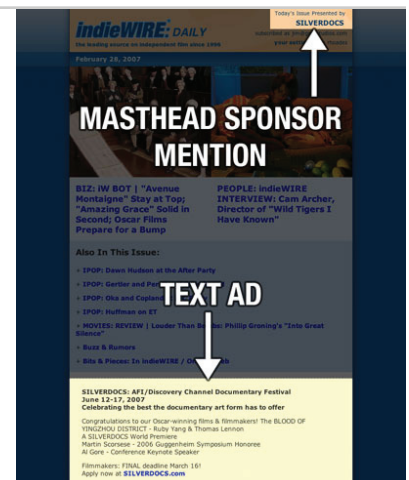 Today's Issue Presented by
SILVERDOCS
indieWIRE: DAILY
the leading source on independent film since 1996
subscribed as
your
February 28, 2007
MASTHEAD SPONSOR
MENTION
BIZ: iW BOT | "Avenue
Montaigne" Stay at Top;
"Amazing Grace" Solid in
Second; Oscar Films
Prepare for a Bump
PEOPLE: indieWIRE
INTERVIEW: Cam Archer,
Director of "Wild Tigers I
Have Known"
Also In This Issue:
+ IPOP: Dawn Hudson at the After Party
+ IPOP: Gertler and
+ IPOP: Oka and Copland
TEXT AD
+ IPOP: Huffman on ET
+ MOVIES: REVIEW | Louder Than Phillip Groning's "Into Great
Silence"
+ Buzz & Rumors
+ Bits & Pieces: In indieWIRE /
SILVERDOCS: AFI/Discovery Channel Documentary Festival
June 12-17, 2007
Celebrating the best the documentary art form has to offer
Congratulations to our Oscar-winning films & filmmakers! The BLOOD OF
YINGZHOU DISTRICT - Ruby Yang & Thomas Lennon
A SILVERDOCS World Premiere
Martin Scorsese - 2006 Guggenheim Symposium Honoree
Al Gore - Conference Keynote Speaker
Filmmakers: FINAL deadline March 16!
Apply now at SILVERDOCS.com